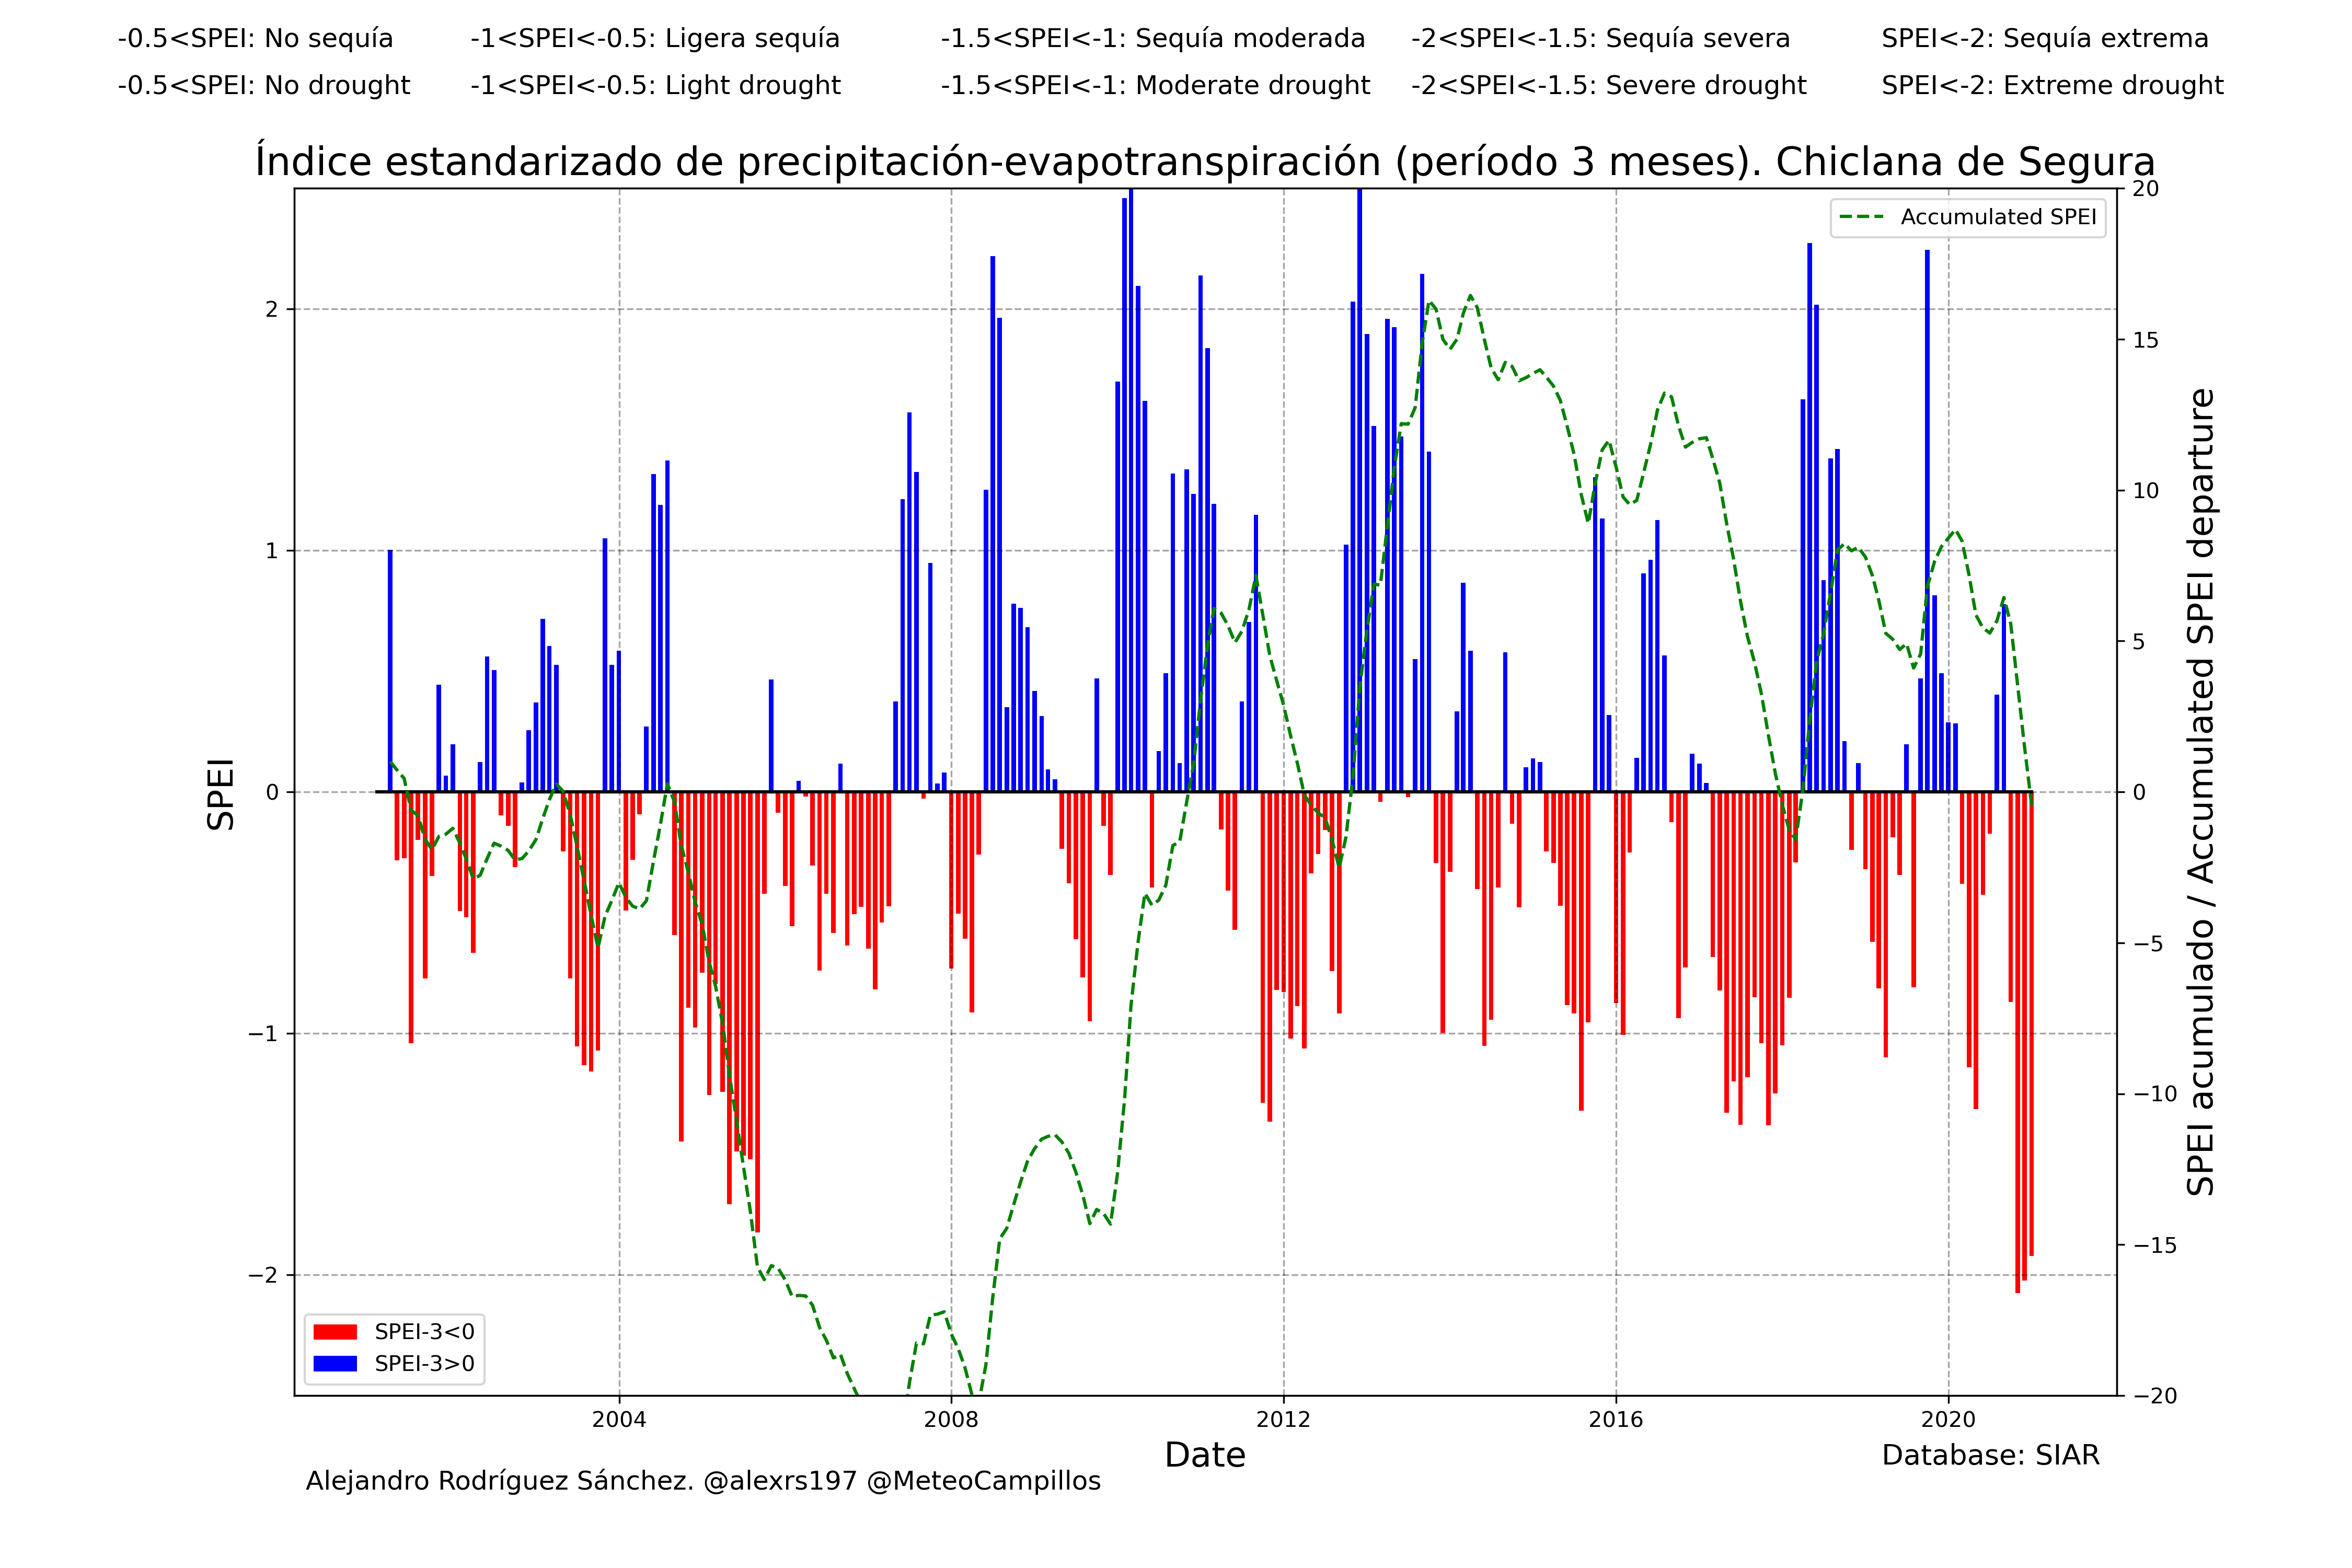 -0.5<SPEI: No sequía -1<SPEI<-0.5: Ligera sequía -1.5<SPEI<-1: Sequía moderada -2<SPEI<-1.5: Sequía severa SPEI<-2: Sequía extrema
-0.5<SPEI: No drought -1<SPEI<-0.5: Light drought -1.5<SPEI<-1: Moderate drought -2<SPEI<-1.5: Severe drought SPEI<-2: Extreme drought
Índice estandarizado de precipitación-evapotranspiración (período 3 meses). Chiclana de Segura
Accumulated SPEI
SPEI
2
1
0
−1
−2
20
15
10
5
0
−5
−10
−15
−20
SPEI acumulado / Accumulated SPEI departure
SPEI-3<0
SPEI-3>0
2004 2008 2012 2016 2020
Date
Database: SIAR
Alejandro Rodríguez Sánchez. @alexrs197 @MeteoCampillos